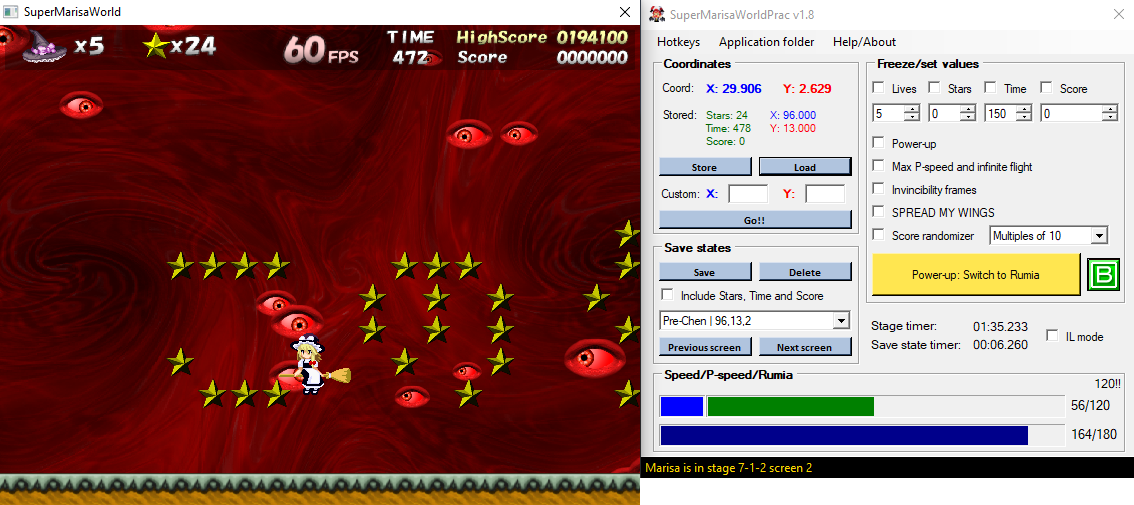 SuperMarisaWorld
x5
x24
60 FPS
TIME
472
HighScore 0194100
Score 0000000
SuperMarisaWorldPrac v1.8
Hotkeys Application folder Help/About
Coordinates
Coord: X: 29.906 Y: 2.629
Stored: Stars: 24 X: 96.000
Time: 478 Y: 13.000
Score: 0
Store Load
Custom: X: Y:
Go!!
Save states
Save Delete
Include Stars, Time and Score
Pre-Chen | 96,13,2
Previous screen Next screen
Freeze/set values
Lives Stars Time Score
5 0 150 0
Power-up
Max P-speed and infinite flight
Invincibility frames
SPREAD MY WINGS
Score randomizer Multiples of 10
Power-up: Switch to Rumia B
Stage timer: 01:35.233
Save state timer: 00:06.260
IL mode
Speed/P-speed/Rumia
120!!
56/120
164/180
Marisa is in stage 7-1-2 screen 2